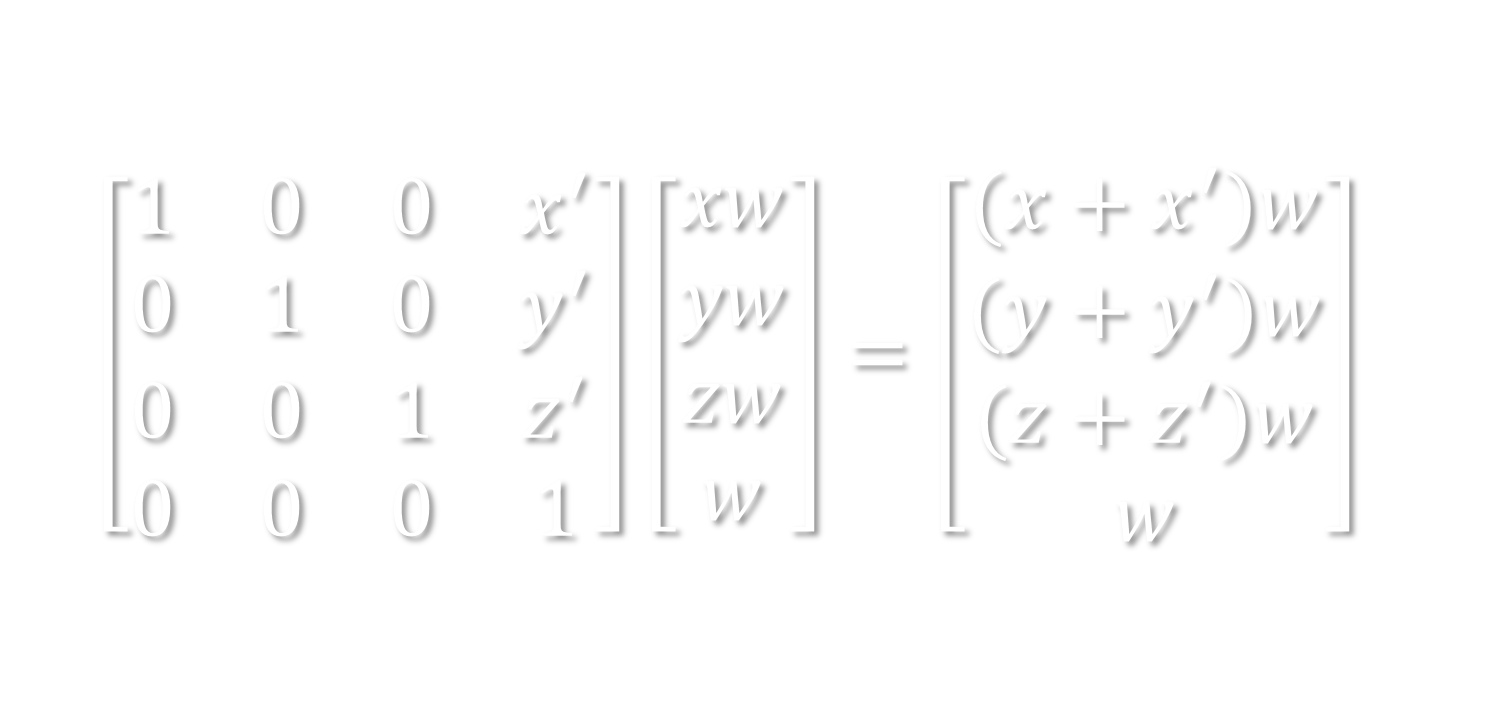 [1 0 0 x′] [xw] [(x + x′)w]
[0 1 0 y′] [yw] = [(y + y′)w]
[0 0 1 z′] [zw] [(z + z′)w]
[0 0 0 1] [w] [w]